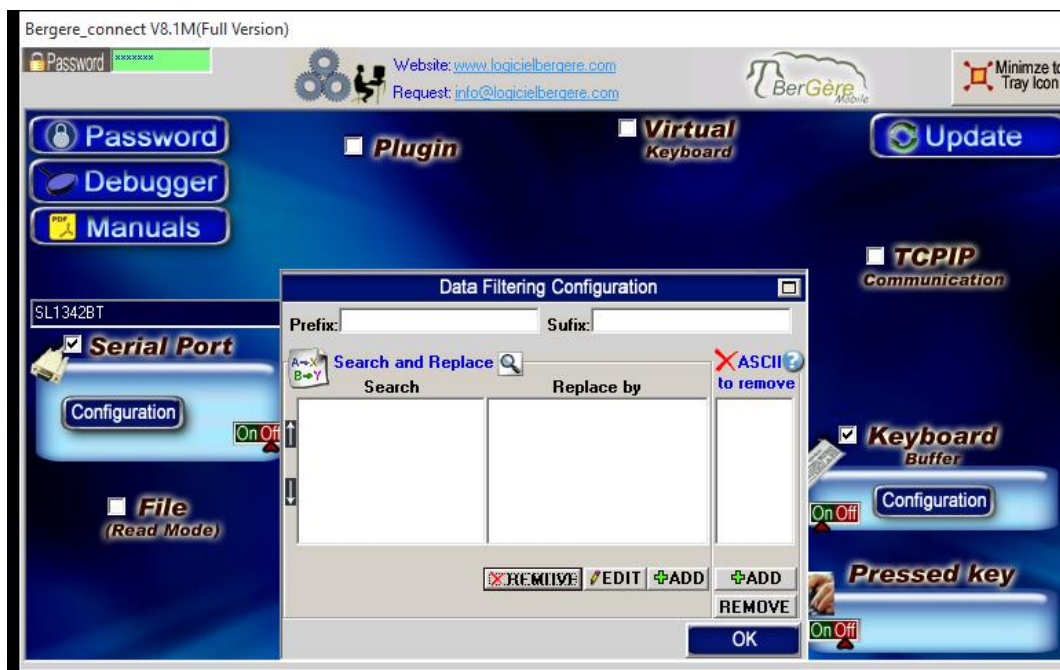 Bergere_connect V8.1M(Full Version)
Password *******
Website: www.logicielbergere.com
Request: info@logicielbergere.com
BerGère
Mobile
Minimze to
Tray Icon
Password
Debugger
PDF
Manuals
Plugin
Virtual
Keyboard
Update
TCPIP
Communication
SL1342BT
Serial Port
Configuration
On Off
File
(Read Mode)
Data Filtering Configuration
Prefix:
Sufix:
A→X
B→Y
Search and Replace
Search
Replace by
ASCII ?
to remove
REMOVE
EDIT
ADD
ADD
REMOVE
OK
Keyboard
Buffer
Configuration
On Off
Pressed key
On Off